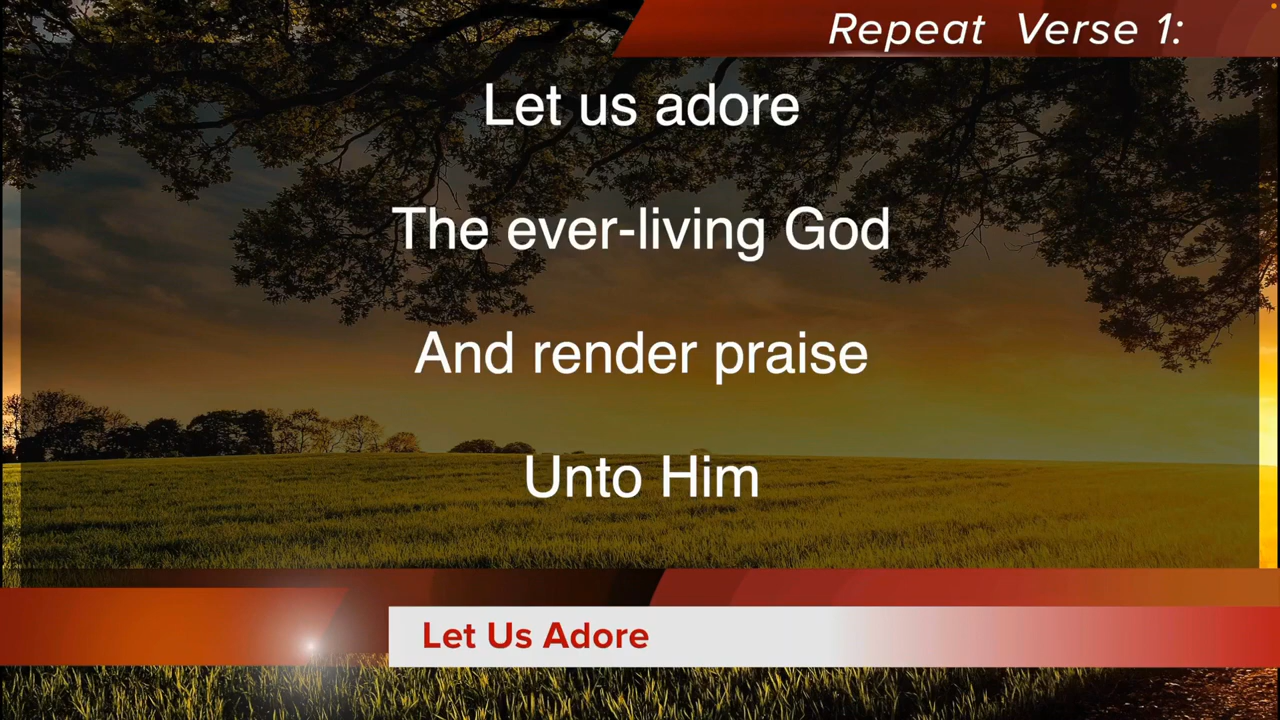 Repeat Verse 1:
Let us adore
The ever-living God
And render praise
Unto Him
Let Us Adore